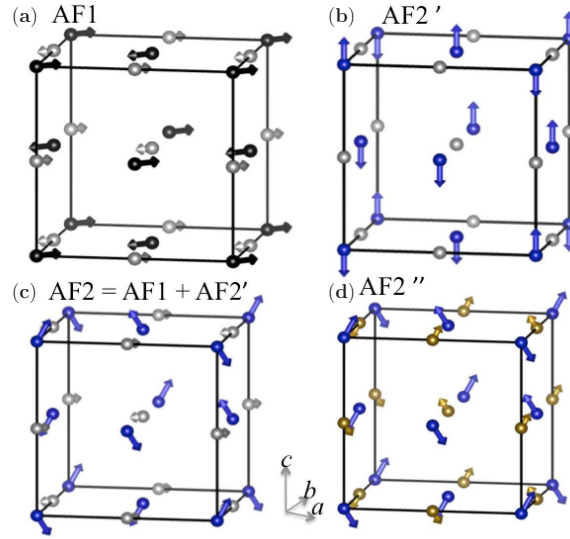 (a) AF1
(b) AF2 ′
(c) AF2 = AF1 + AF2′
(d) AF2 ″
c
b
a